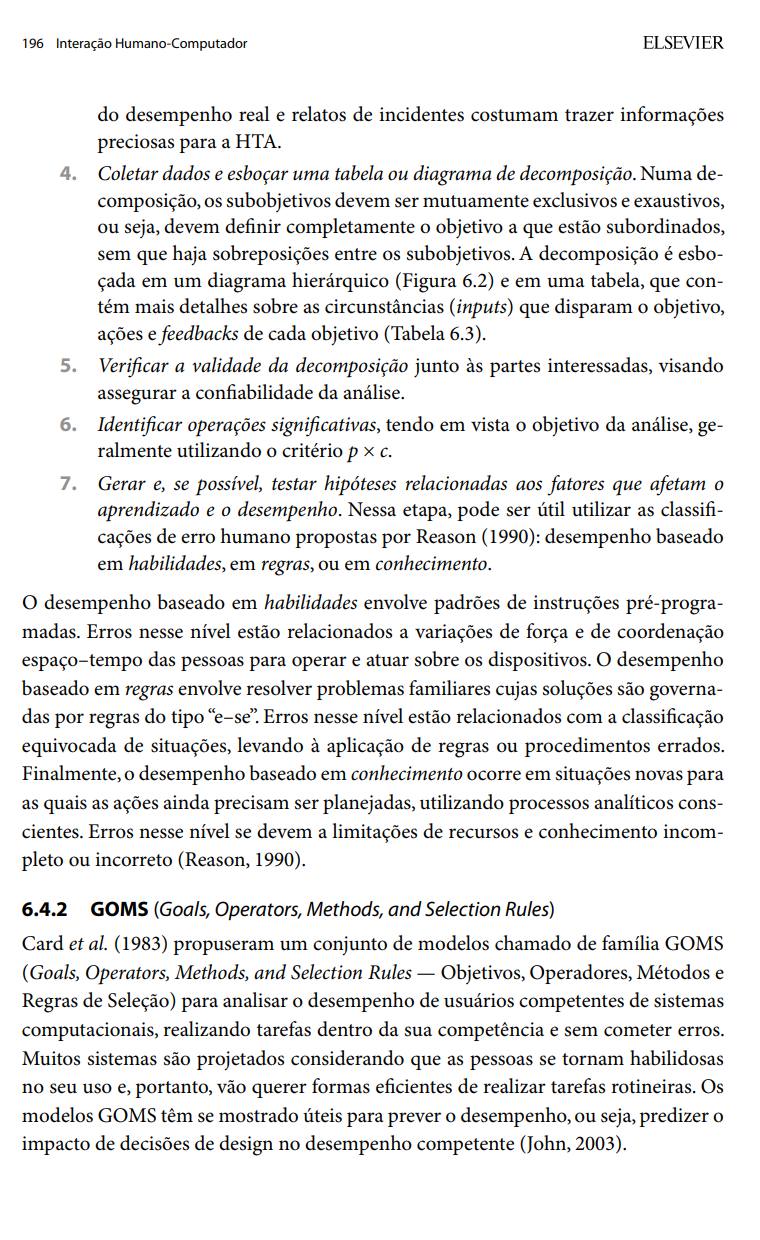 196 Interação Humano-Computador
ELSEVIER
do desempenho real e relatos de incidentes costumam trazer informações
preciosas para a HTA.
4. Coletar dados e esboçar uma tabela ou diagrama de decomposição. Numa de-
composição, os subobjetivos devem ser mutuamente exclusivos e exaustivos,
ou seja, devem definir completamente o objetivo a que estão subordinados,
sem que haja sobreposições entre os subobjetivos. A decomposição é esbo-
çada em um diagrama hierárquico (Figura 6.2) e em uma tabela, que con-
tém mais detalhes sobre as circunstâncias (inputs) que disparam o objetivo,
ações e feedbacks de cada objetivo (Tabela 6.3).
5. Verificar a validade da decomposição junto às partes interessadas, visando
assegurar a confiabilidade da análise.
6. Identificar operações significativas, tendo em vista o objetivo da análise, ge-
ralmente utilizando o critério p × c.
7. Gerar e, se possível, testar hipóteses relacionadas aos fatores que afetam o
aprendizado e o desempenho. Nessa etapa, pode ser útil utilizar as classifi-
cações de erro humano propostas por Reason (1990): desempenho baseado
em habilidades, em regras, ou em conhecimento.
O desempenho baseado em habilidades envolve padrões de instruções pré-progra-
madas. Erros nesse nível estão relacionados a variações de força e de coordenação
espaço–tempo das pessoas para operar e atuar sobre os dispositivos. O desempenho
baseado em regras envolve resolver problemas familiares cujas soluções são governa-
das por regras do tipo “e–se”. Erros nesse nível estão relacionados com a classificação
equivocada de situações, levando à aplicação de regras ou procedimentos errados.
Finalmente, o desempenho baseado em conhecimento ocorre em situações novas para
as quais as ações ainda precisam ser planejadas, utilizando processos analíticos cons-
cientes. Erros nesse nível se devem a limitações de recursos e conhecimento incom-
pleto ou incorreto (Reason, 1990).
6.4.2 GOMS (Goals, Operators, Methods, and Selection Rules)
Card et al. (1983) propuseram um conjunto de modelos chamado de família GOMS
(Goals, Operators, Methods, and Selection Rules — Objetivos, Operadores, Métodos e
Regras de Seleção) para analisar o desempenho de usuários competentes de sistemas
computacionais, realizando tarefas dentro da sua competência e sem cometer erros.
Muitos sistemas são projetados considerando que as pessoas se tornam habilidosas
no seu uso e, portanto, vão querer formas eficientes de realizar tarefas rotineiras. Os
modelos GOMS têm se mostrado úteis para prever o desempenho, ou seja, predizer o
impacto de decisões de design no desempenho competente (John, 2003).